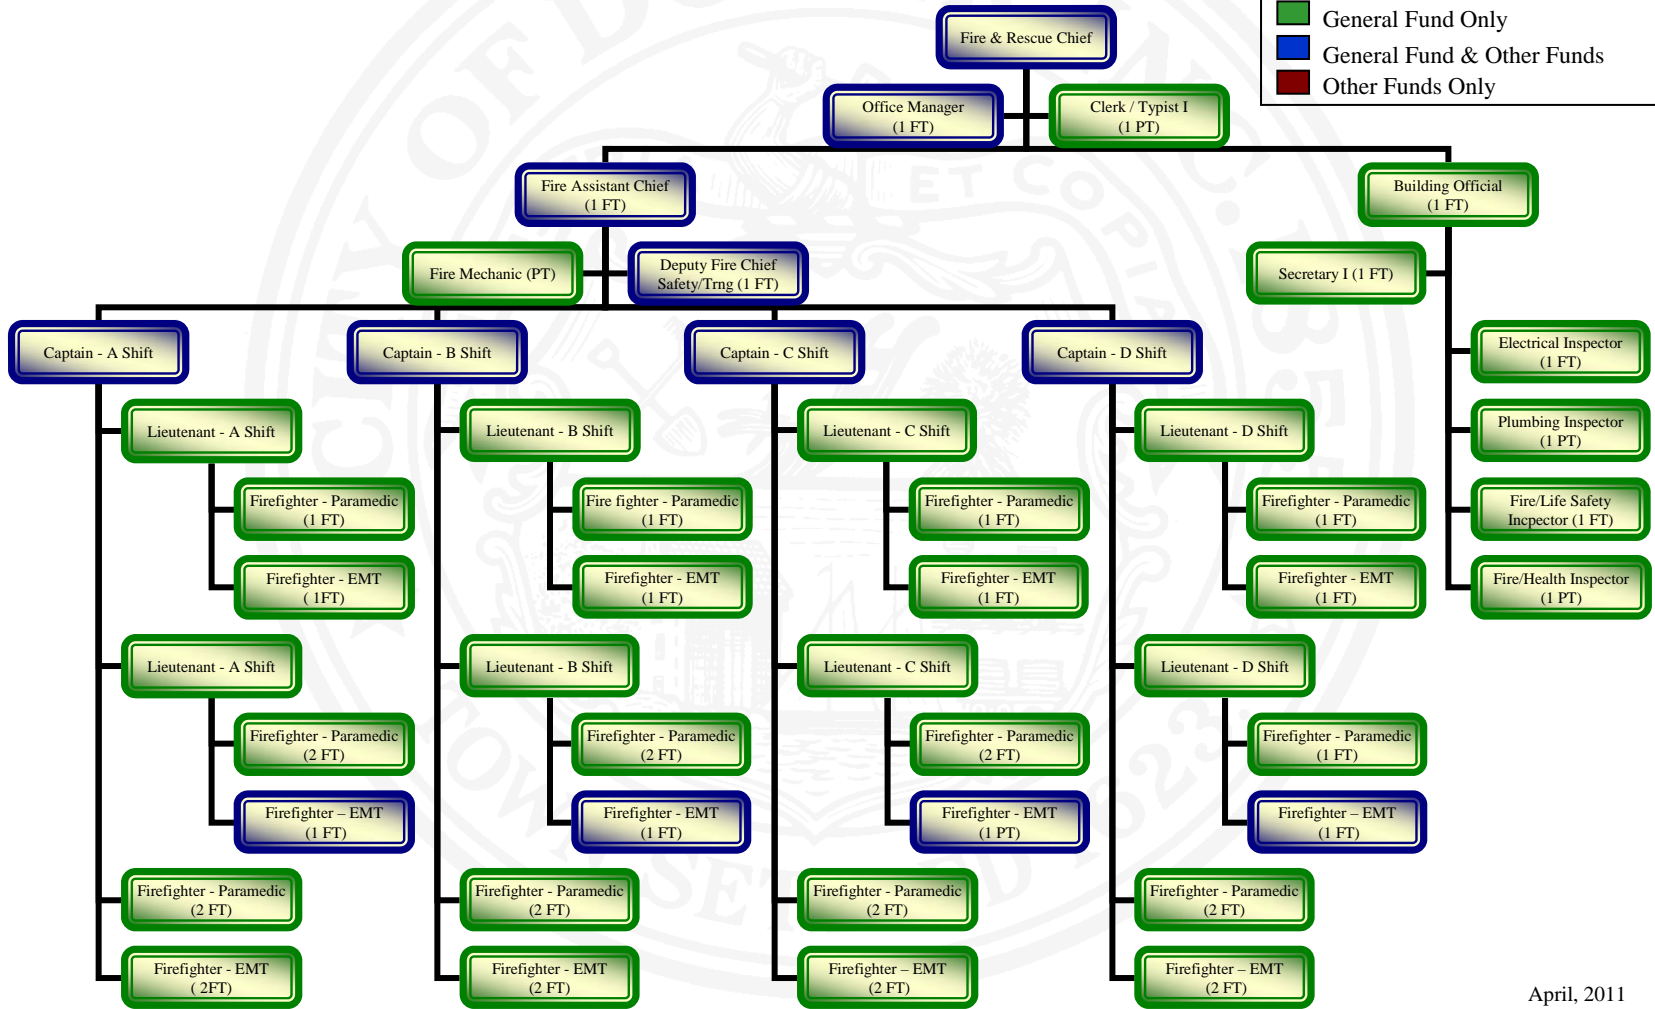 General Fund Only
General Fund & Other Funds
Other Funds Only
Fire & Rescue Chief
Office Manager
(1 FT)
Clerk / Typist I
(1 PT)
Fire Assistant Chief
(1 FT)
Building Official
(1 FT)
Fire Mechanic (PT)
Deputy Fire Chief
Safety/Trng (1 FT)
Secretary I (1 FT)
Captain - A Shift
Captain - B Shift
Captain - C Shift
Captain - D Shift
Electrical Inspector
(1 FT)
Plumbing Inspector
(1 PT)
Fire/Life Safety
Incpector (1 FT)
Fire/Health Inspector
(1 PT)
Lieutenant - A Shift
Firefighter - Paramedic
(1 FT)
Firefighter - EMT
( 1FT)
Lieutenant - A Shift
Firefighter - Paramedic
(2 FT)
Firefighter – EMT
(1 FT)
Firefighter - Paramedic
(2 FT)
Firefighter - EMT
( 2FT)
Lieutenant - B Shift
Fire fighter - Paramedic
(1 FT)
Firefighter - EMT
(1 FT)
Lieutenant - B Shift
Firefighter - Paramedic
(2 FT)
Firefighter - EMT
(1 FT)
Firefighter - Paramedic
(2 FT)
Firefighter - EMT
(2 FT)
Lieutenant - C Shift
Firefighter - Paramedic
(1 FT)
Firefighter - EMT
(1 FT)
Lieutenant - C Shift
Firefighter - Paramedic
(2 FT)
Firefighter - EMT
(1 PT)
Firefighter - Paramedic
(2 FT)
Firefighter – EMT
(2 FT)
Lieutenant - D Shift
Firefighter - Paramedic
(1 FT)
Firefighter - EMT
(1 FT)
Lieutenant - D Shift
Firefighter - Paramedic
(1 FT)
Firefighter – EMT
(1 FT)
Firefighter - Paramedic
(2 FT)
Firefighter – EMT
(2 FT)
April, 2011